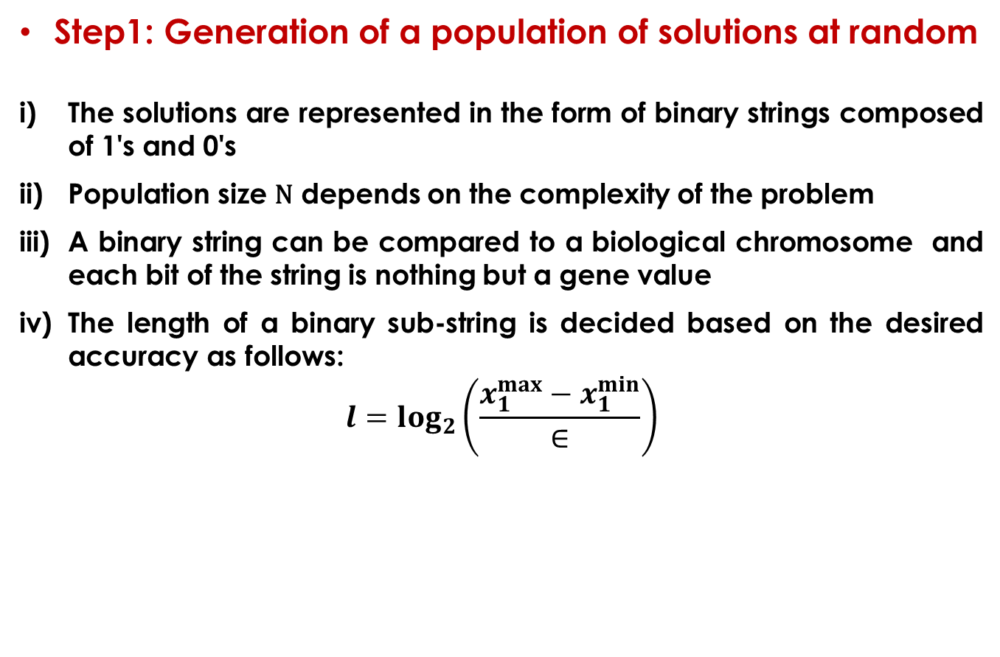 • Step1: Generation of a population of solutions at random
i) The solutions are represented in the form of binary strings composed
of 1's and 0's
ii) Population size N depends on the complexity of the problem
iii) A binary string can be compared to a biological chromosome and
each bit of the string is nothing but a gene value
iv) The length of a binary sub-string is decided based on the desired
accuracy as follows:
$l = \log_2 \left( \frac{x_1^{\max} - x_1^{\min}}{\in} \right)$